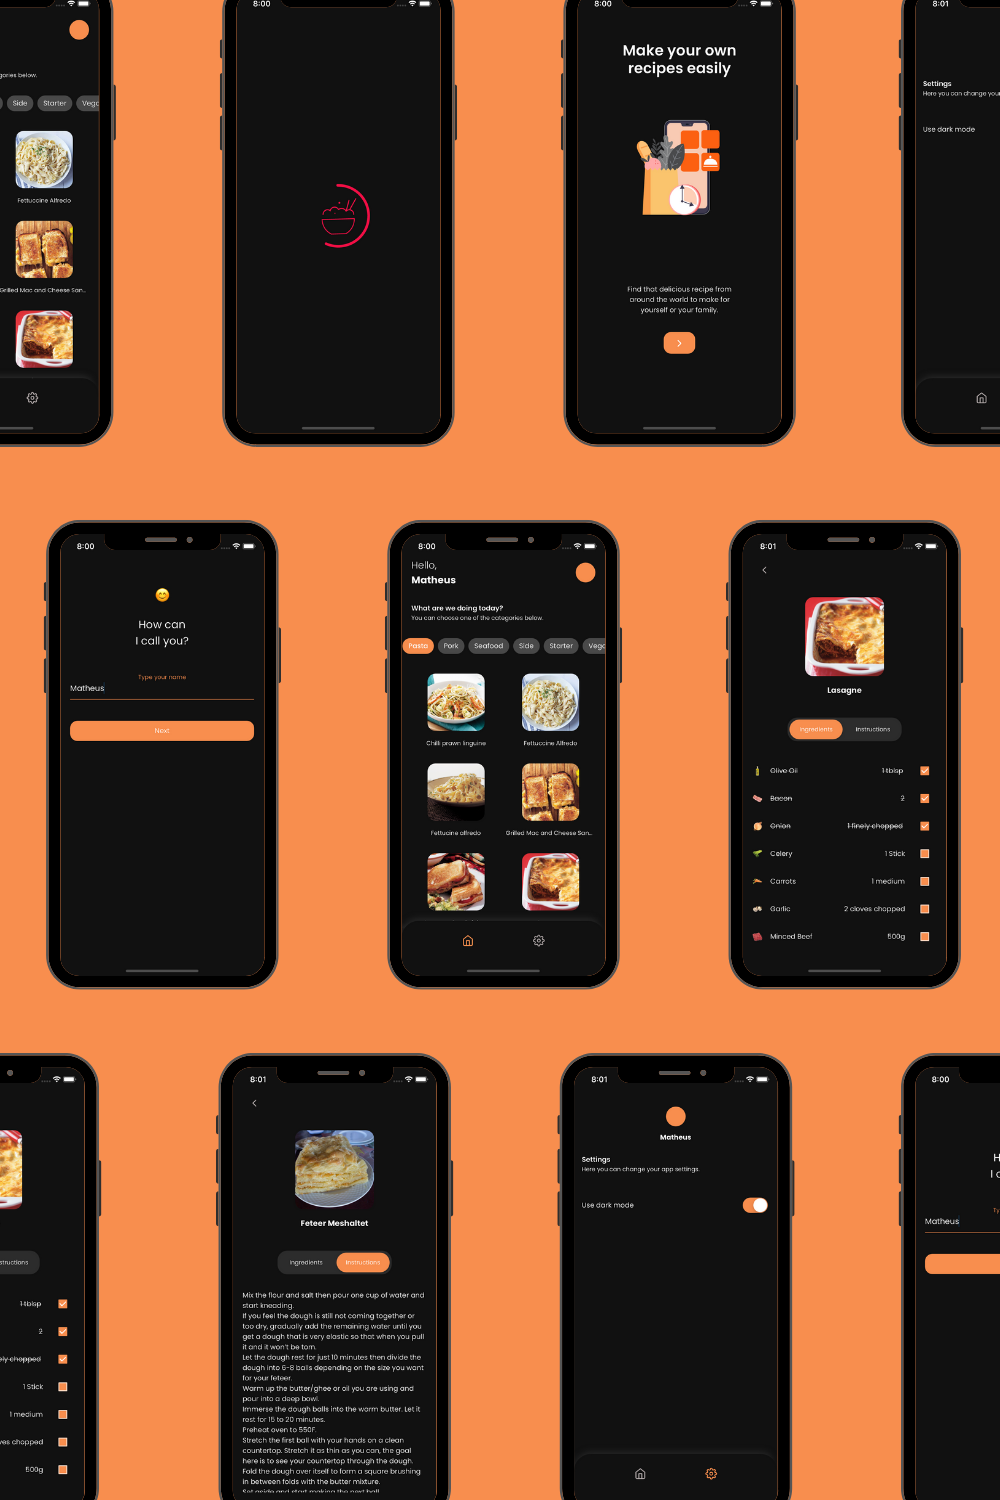 gories below.
Side
Starter
Vega
Fettuccine Alfredo
Grilled Mac and Cheese San..
8:00
8:00
Make your own
recipes easily
Find that delicious recipe from
around the world to make for
yourself or your family.
8:01
Settings
Here you can change your
Use dark mode
8:00
How can
I call you?
Type your name
Matheus
Next
8:00
Hello,
Matheus
What are we doing today?
You can choose one of the categories below.
Pasta
Pork
Seafood
Side
Starter
Vega
Chilli prawn linguine
Fettuccine Alfredo
Fettucine alfredo
Grilled Mac and Cheese San..
8:01
Lasagne
Ingredients
Instructions
Olive Oil
1 tblsp
Bacon
2
Onion
1 finely chopped
Celery
1 Stick
Carrots
1 medium
Garlic
2 cloves chopped
Minced Beef
500g
structions
1 tblsp
2
ely chopped
1 Stick
1 medium
ves chopped
500g
8:01
Feteer Meshaltet
Ingredients
Instructions
Mix the flour and salt then pour one cup of water and
start kneading.
If you feel the dough is still not coming together or
too dry, gradually add the remaining water until you
get a dough that is very elastic so that when you pull
it and it won't be torn.
Let the dough rest for just 10 minutes then divide the
dough into 6-8 balls depending on the size you want
for your feteer.
Warm up the butter/ghee or oil you are using and
pour into a deep bowl.
Immerse the dough balls into the warm butter. Let it
rest for 15 to 20 minutes.
Preheat oven to 550F.
Stretch the first ball with your hands on a clean
countertop. Stretch it as thin as you can, the goal
here is to see your countertop through the dough.
Fold the dough over itself to form a square brushing
in between folds with the butter mixture.
Set aside and start making the next ball.
8:01
Matheus
Settings
Here you can change your app settings.
Use dark mode
8:00
H
I c
Ty
Matheus